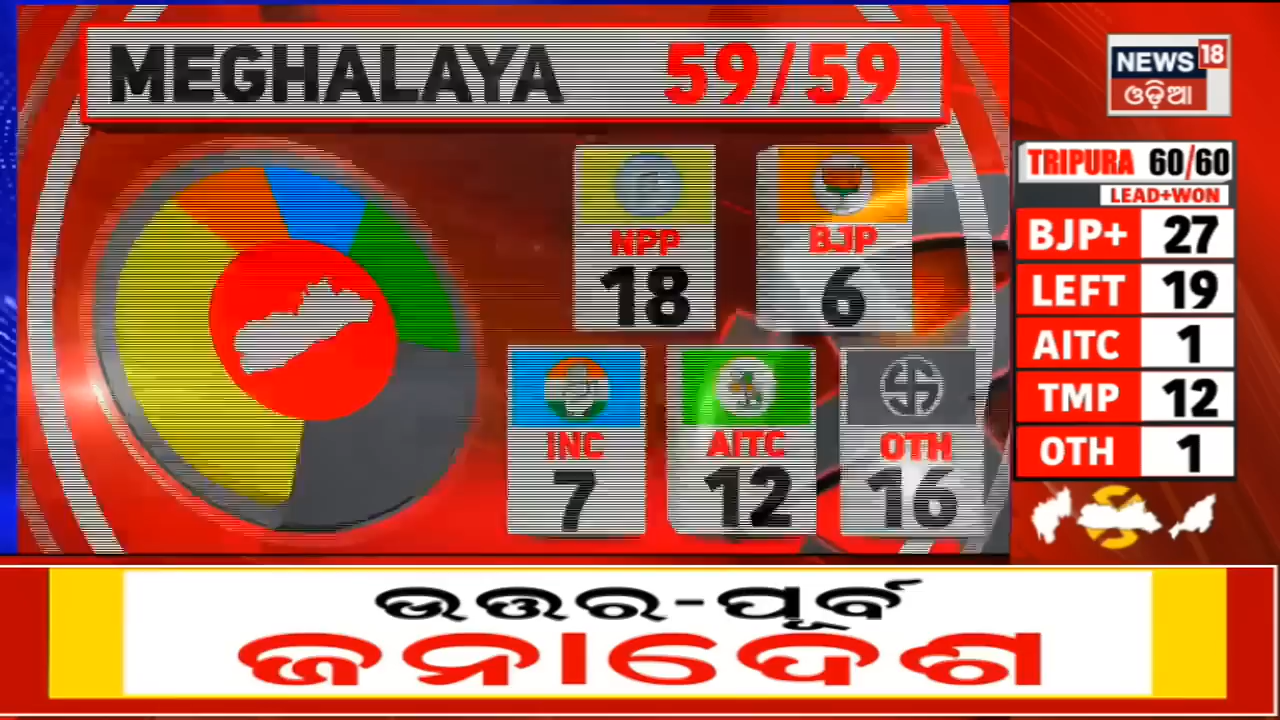 MEGHALAYA 59/59
NPP
18
BJP
6
INC
7
AITC
12
OTH
16
NEWS 18
ଓଡ଼ିଆ
TRIPURA 60/60
LEAD+WON
BJP+ 27
LEFT 19
AITC 1
TMP 12
OTH 1
ଉତ୍ତର-ପୂର୍ବ
ଜନାଦେଶ